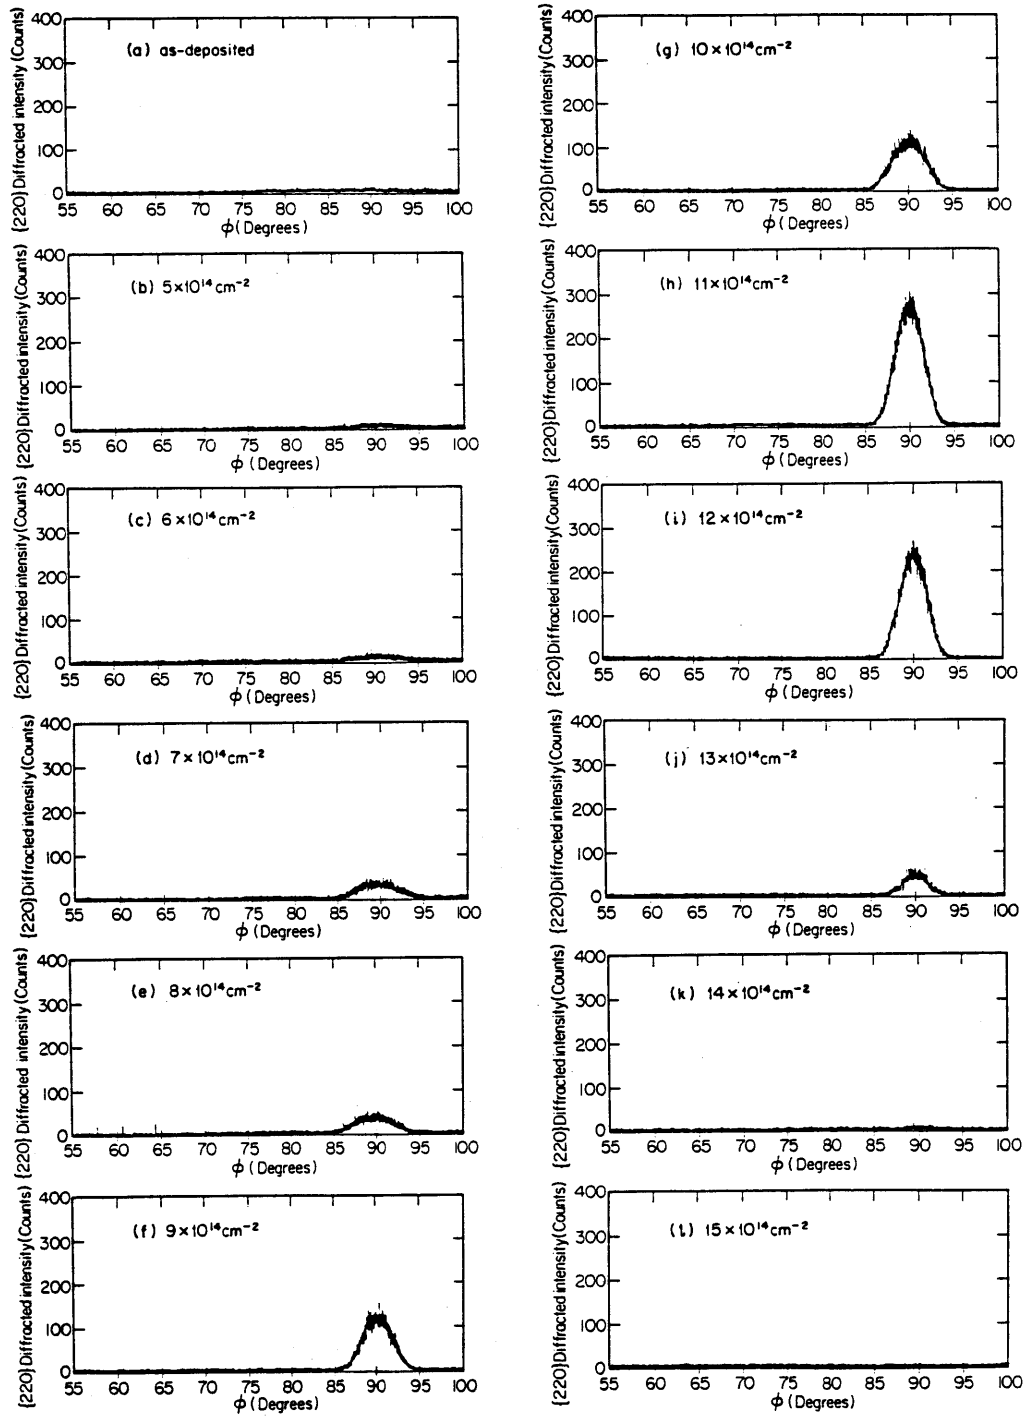 400
300
200
100
0
{220} Diffracted intensity (Counts)
(a) as-deposited
55 60 65 70 75 80 85 90 95 100
ϕ (Degrees)
400
300
200
100
0
{220} Diffracted intensity (Counts)
(b) 5×10¹⁴cm⁻²
55 60 65 70 75 80 85 90 95 100
ϕ (Degrees)
400
300
200
100
0
{220} Diffracted intensity (Counts)
(c) 6×10¹⁴cm⁻²
55 60 65 70 75 80 85 90 95 100
ϕ (Degrees)
400
300
200
100
0
{220} Diffracted intensity (Counts)
(d) 7×10¹⁴cm⁻²
55 60 65 70 75 80 85 90 95 100
ϕ (Degrees)
400
300
200
100
0
{220} Diffracted intensity (Counts)
(e) 8×10¹⁴cm⁻²
55 60 65 70 75 80 85 90 95 100
ϕ (Degrees)
400
300
200
100
0
{220} Diffracted intensity (Counts)
(f) 9×10¹⁴cm⁻²
55 60 65 70 75 80 85 90 95 100
ϕ (Degrees)
400
300
200
100
0
{220} Diffracted intensity (Counts)
(g) 10×10¹⁴cm⁻²
55 60 65 70 75 80 85 90 95 100
ϕ (Degrees)
400
300
200
100
0
{220} Diffracted intensity (Counts)
(h) 11×10¹⁴cm⁻²
55 60 65 70 75 80 85 90 95 100
ϕ (Degrees)
400
300
200
100
0
{220} Diffracted intensity (Counts)
(i) 12×10¹⁴cm⁻²
55 60 65 70 75 80 85 90 95 100
ϕ (Degrees)
400
300
200
100
0
{220} Diffracted intensity (Counts)
(j) 13×10¹⁴cm⁻²
55 60 65 70 75 80 85 90 95 100
ϕ (Degrees)
400
300
200
100
0
{220} Diffracted intensity (Counts)
(k) 14×10¹⁴cm⁻²
55 60 65 70 75 80 85 90 95 100
ϕ (Degrees)
400
300
200
100
0
{220} Diffracted intensity (Counts)
(l) 15×10¹⁴cm⁻²
55 60 65 70 75 80 85 90 95 100
ϕ (Degrees)